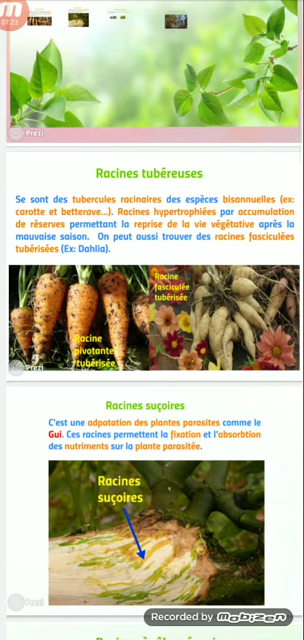 07:23
Prezi
Racines tubéreuses
Se sont des tubercules racinaires des espèces bisannuelles (ex:
carotte et betterave...). Racines hypertrophiées par accumulation
de réserves permettant la reprise de la vie végétative après la
mauvaise saison. On peut aussi trouver des racines fasciculées
tubérisées (Ex: Dahlia).
Racine
fasciculée
tubérisée
Racine
pivotante
tubérisée
Prezi
Racines suçoires
C'est une adpatation des plantes parasites comme le
Gui. Ces racines permettent la fixation et l'absorbtion
des nutriments sur la plante parasitée.
Racines
suçoires
Prezi
Recorded by mobizen